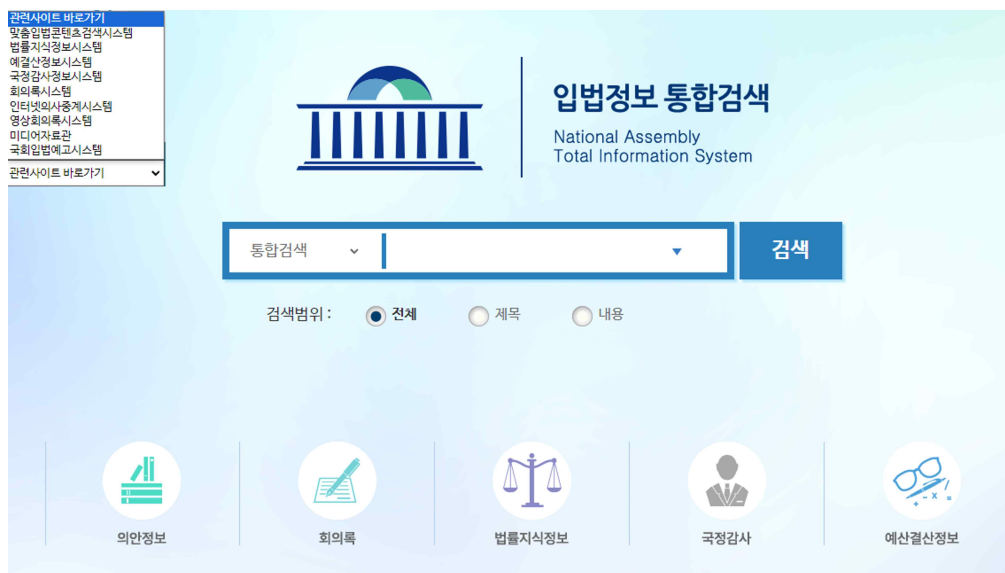 관련사이트 바로가기
맞춤입법콘텐츠검색시스템
법률지식정보시스템
예결산정보시스템
국정감사정보시스템
회의록시스템
인터넷의사중계시스템
영상회의록시스템
미디어자료관
국회입법예고시스템
관련사이트 바로가기
입법정보 통합검색
National Assembly
Total Information System
통합검색
검색
검색범위 : 전체 제목 내용
의안정보 회의록 법률지식정보 국정감사 예산결산정보